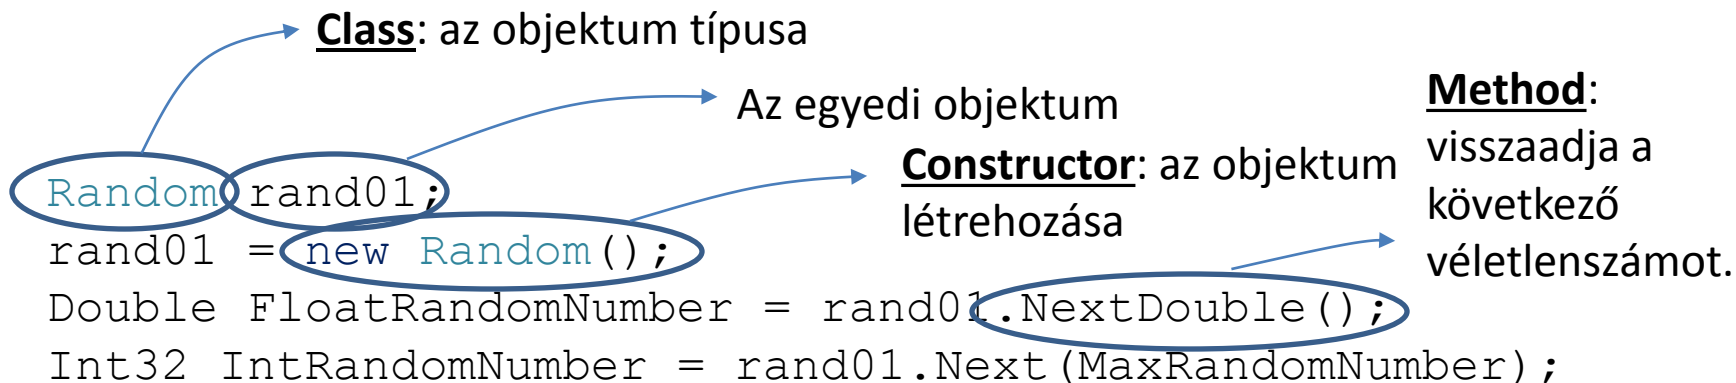 Class: az objektum típusa
Az egyedi objektum
Constructor: az objektum
létrehozása
Method:
visszaadja a
következő
véletlenszámot.
Random rand01;
rand01 = new Random();
Double FloatRandomNumber = rand01.NextDouble();
Int32 IntRandomNumber = rand01.Next(MaxRandomNumber);